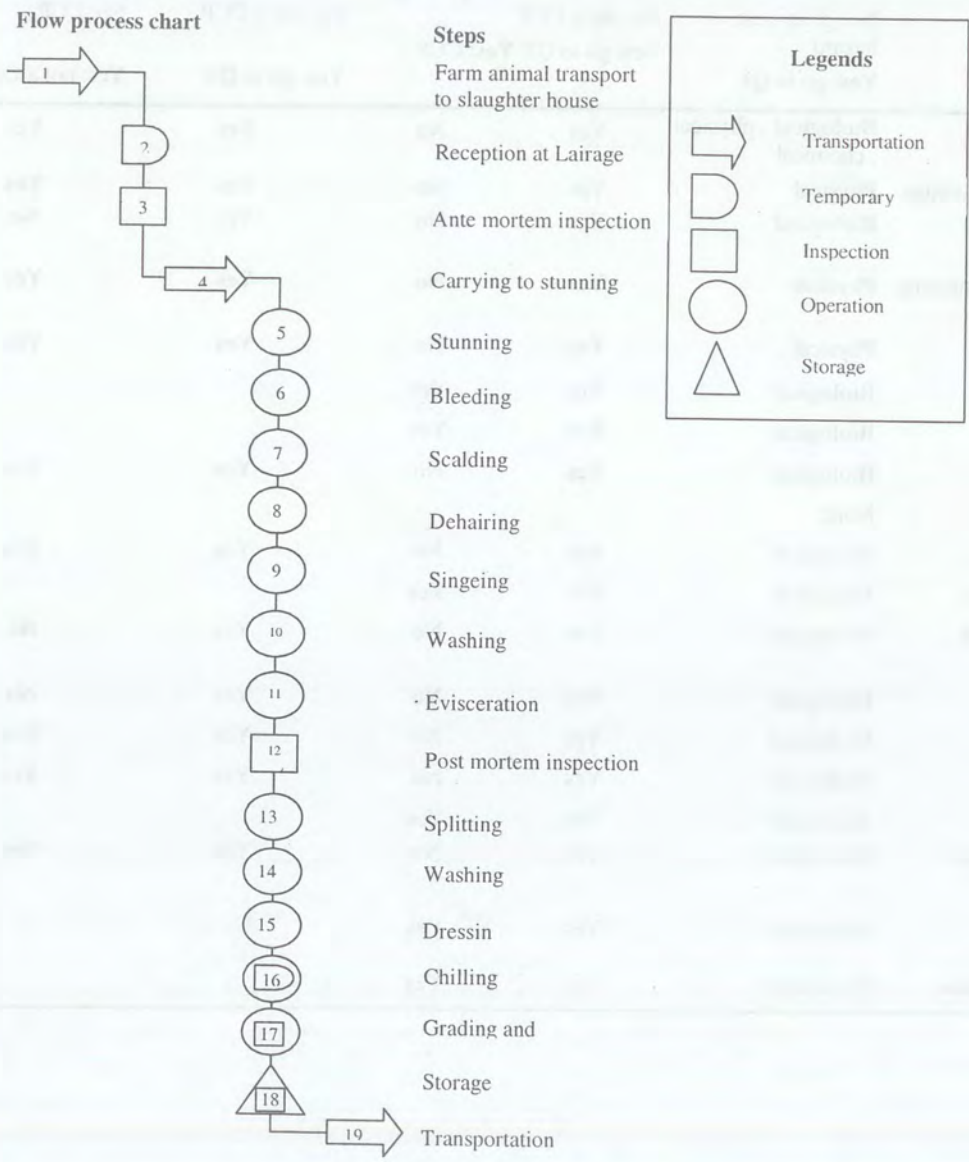 Flow process chart
1
2
3
4
5
6
7
8
9
10
11
12
13
14
15
16
17
18
19
Steps
Farm animal transport
to slaughter house
Reception at Lairage
Ante mortem inspection
Carrying to stunning
Stunning
Bleeding
Scalding
Dehairing
Singeing
Washing
Evisceration
Post mortem inspection
Splitting
Washing
Dressin
Chilling
Grading and
Storage
Transportation
Legends
Transportation
Temporary
Inspection
Operation
Storage